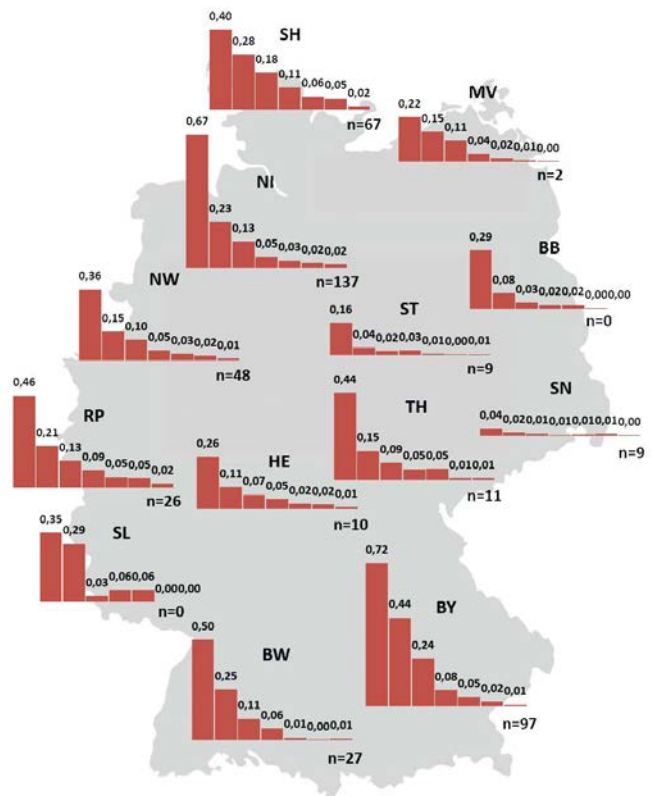 SH
0,40 0,28 0,18 0,11 0,06 0,05 0,02
n=67
MV
0,22 0,15 0,11 0,04 0,02 0,01 0,00
n=2
NI
0,67 0,23 0,13 0,05 0,03 0,02 0,02
n=137
BB
0,29 0,08 0,03 0,02 0,02 0,00 0,00
n=0
NW
0,36 0,15 0,10 0,05 0,03 0,02 0,01
n=48
ST
0,16 0,04 0,02 0,03 0,01 0,00 0,01
n=9
SN
0,04 0,02 0,01 0,01 0,01 0,01 0,00
n=9
RP
0,46 0,21 0,13 0,09 0,05 0,05 0,02
n=26
TH
0,44 0,15 0,09 0,05 0,05 0,01 0,01
n=11
HE
0,26 0,11 0,07 0,05 0,02 0,02 0,01
n=10
SL
0,35 0,29 0,03 0,06 0,06 0,00 0,00
n=0
BY
0,72 0,44 0,24 0,08 0,05 0,02 0,01
n=97
BW
0,50 0,25 0,11 0,06 0,01 0,00 0,01
n=27